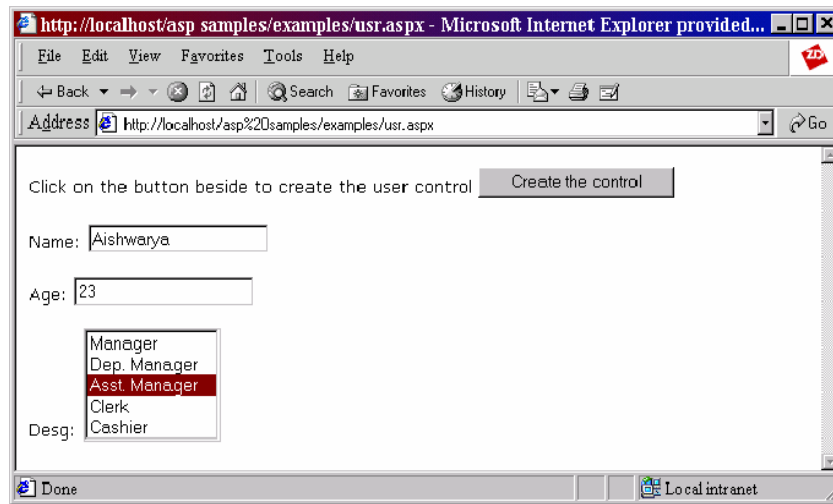 http://localhost/asp samples/examples/usr.aspx - Microsoft Internet Explorer provided...
File Edit View Favorites Tools Help
ZD
Back Search Favorites History
Address http://localhost/asp%20samples/examples/usr.aspx Go
Click on the button beside to create the user control Create the control
Name: Aishwarya
Age: 23
Manager
Dep. Manager
Asst. Manager
Clerk
Desg: Cashier
Done Local intranet